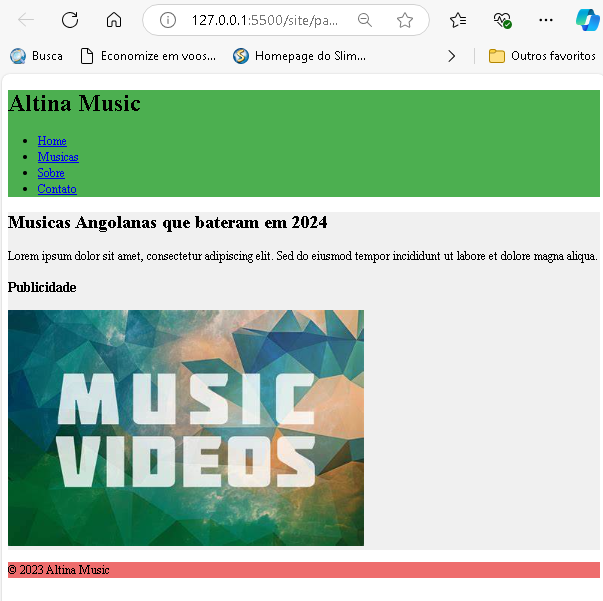 127.0.0.1:5500/site/pa...
Busca
Economize em voos...
Homepage do Slim...
Outros favoritos
Altina Music
Home
Musicas
Sobre
Contato
Musicas Angolanas que bateram em 2024
Lorem ipsum dolor sit amet, consectetur adipiscing elit. Sed do eiusmod tempor incididunt ut labore et dolore magna aliqua.
Publicidade
MUSIC
VIDEOS
© 2023 Altina Music